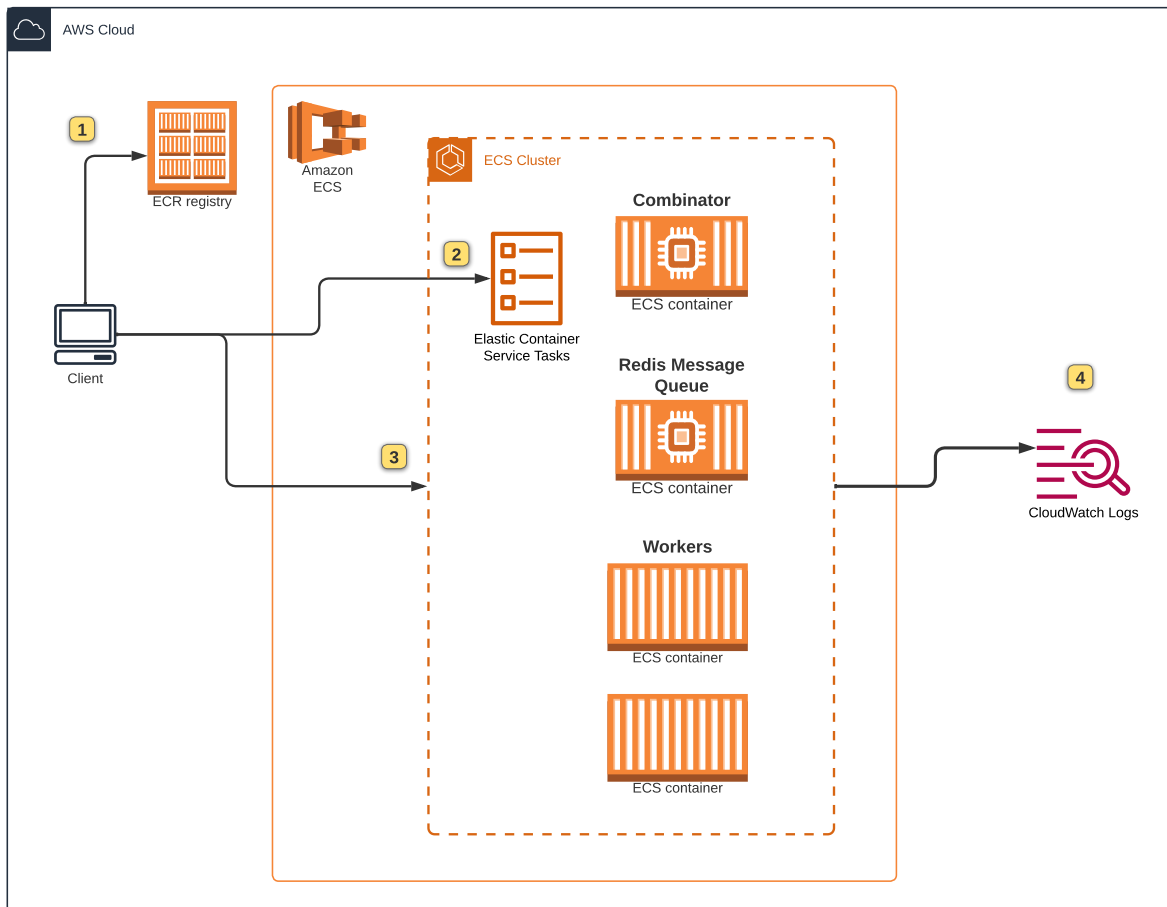 AWS Cloud
1
ECR registry
Amazon
ECS
ECS Cluster
Combinator
ECS container
2
Elastic Container
Service Tasks
Client
Redis Message
Queue
ECS container
3
4
CloudWatch Logs
Workers
ECS container
ECS container